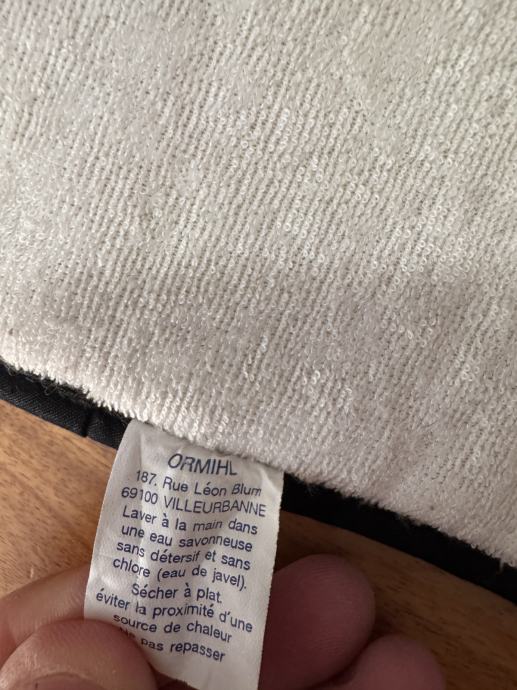 ORMIHL
187, Rue Léon Blum
69100 VILLEURBANNE
Laver à la main dans
une eau savonneuse
sans détersif et sans
chlore (eau de javel).
Sécher à plat.
éviter la proximité d'une
source de chaleur
Ne pas repasser